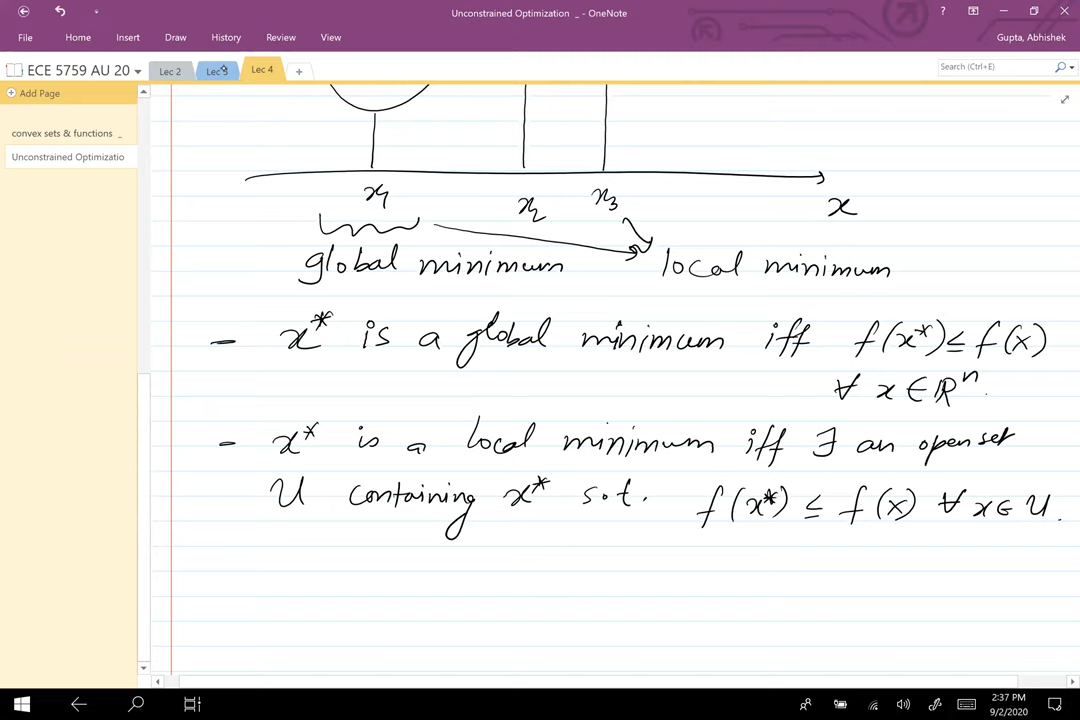 Unconstrained Optimization _ - OneNote
File Home Insert Draw History Review View
Gupta, Abhishek
ECE 5759 AU 20
Lec 2 Lec 3 Lec 4
Search (Ctrl+E)
Add Page
convex sets & functions _
Unconstrained Optimizatio
x₁ x₂ x₃ x
global minimum local minimum
- x* is a global minimum iff f(x*) ≤ f(x)
∀ x ∈ ℝⁿ.
- x* is a local minimum iff ∃ an open set
U containing x* s.t. f(x*) ≤ f(x) ∀ x ∈ U.
2:37 PM
9/2/2020